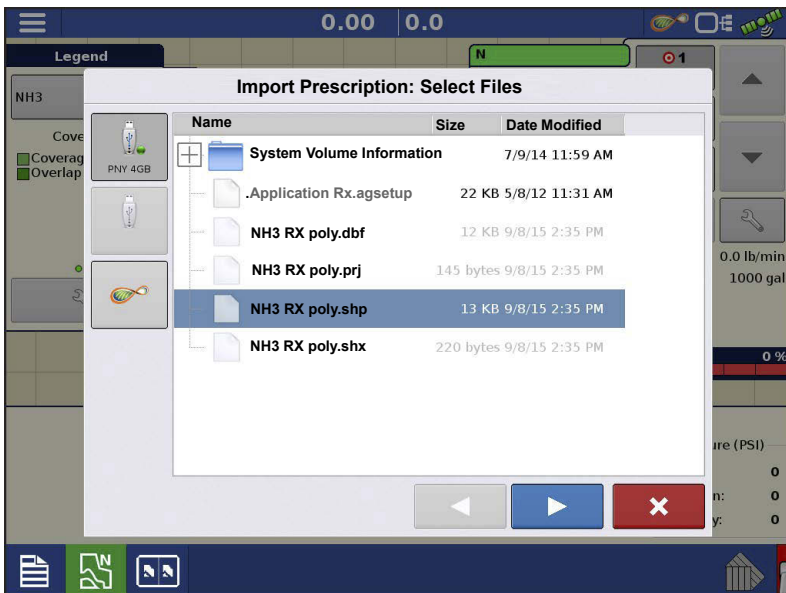 0.00 0.0
Legend
N
1
Import Prescription: Select Files
NH3
Name Size Date Modified
Cove
Coverag
Overlap
PNY 4GB
System Volume Information 7/9/14 11:59 AM
.Application Rx.agsetup 22 KB 5/8/12 11:31 AM
NH3 RX poly.dbf 12 KB 9/8/15 2:35 PM
NH3 RX poly.prj 145 bytes 9/8/15 2:35 PM
NH3 RX poly.shp 13 KB 9/8/15 2:35 PM
NH3 RX poly.shx 220 bytes 9/8/15 2:35 PM
0.0 lb/min
1000 gal
0 %
ure (PSI)
0
n: 0
y: 0
N